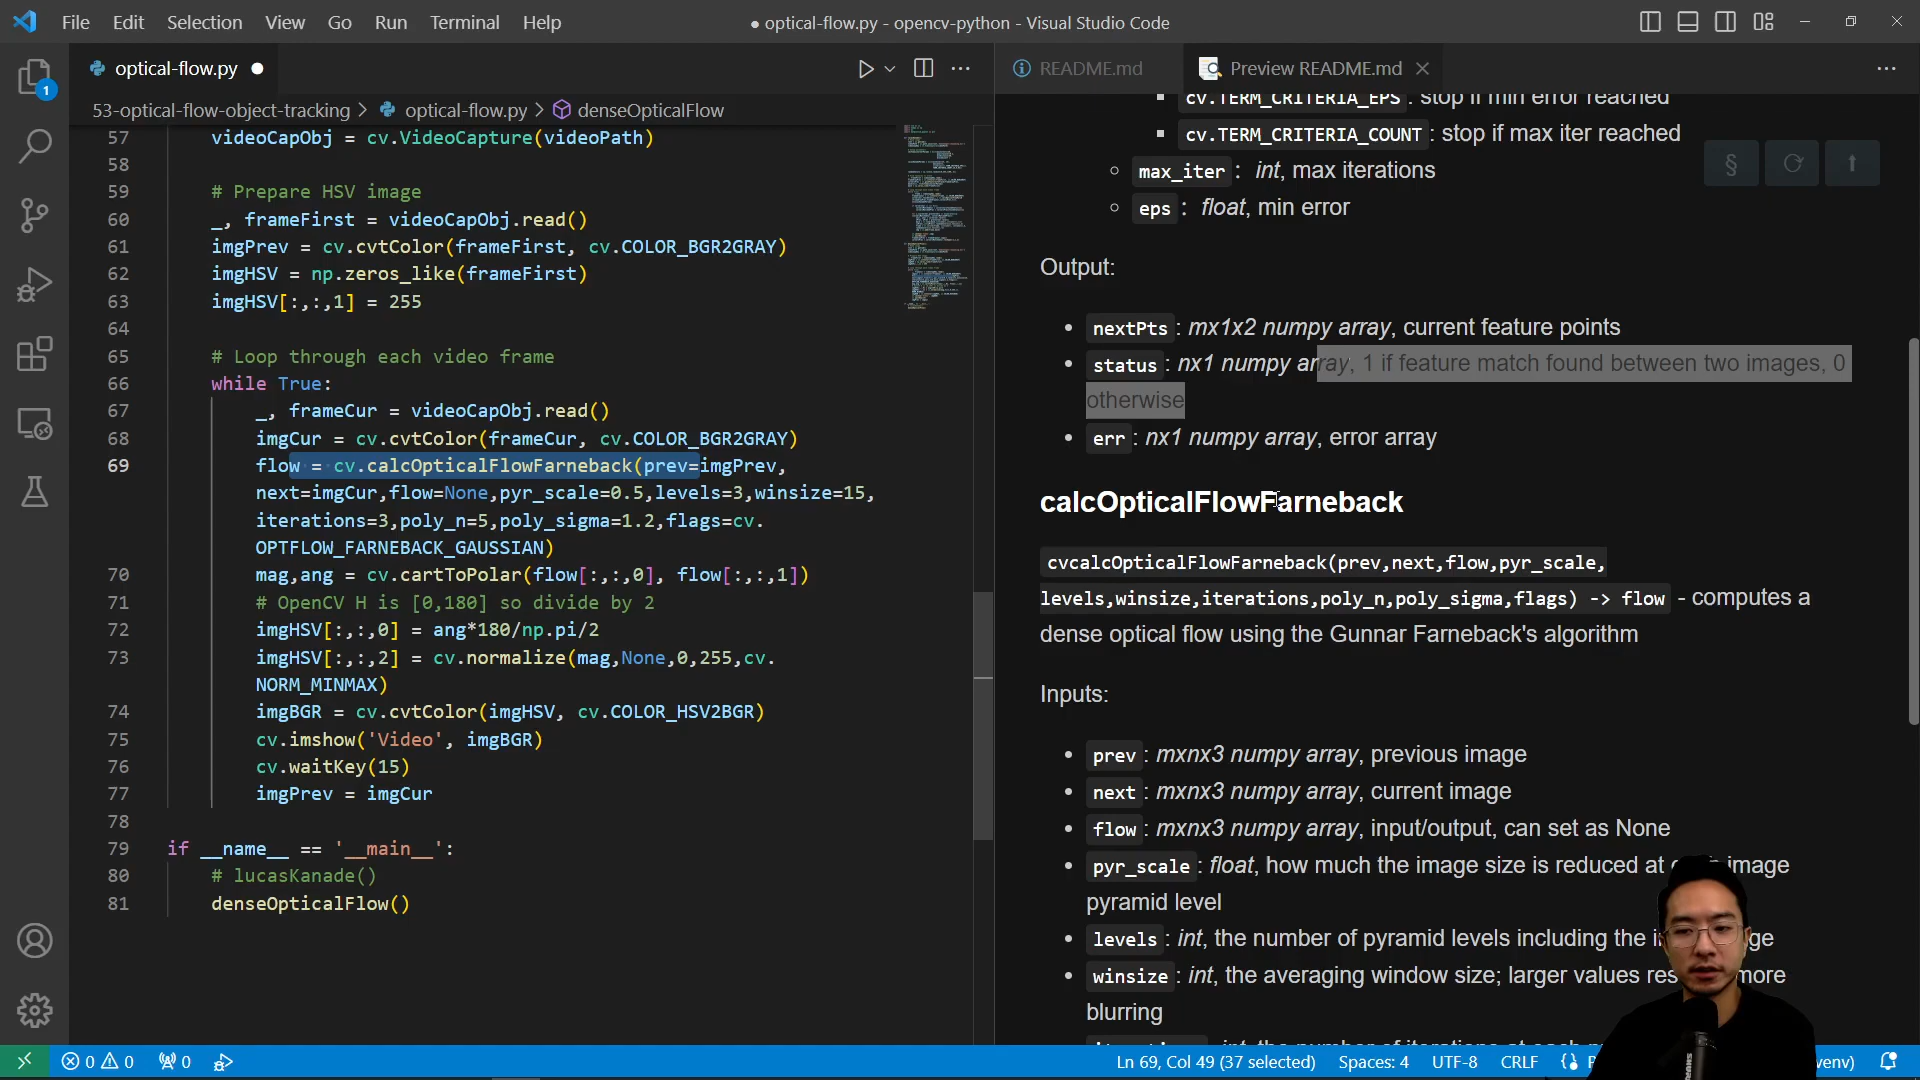 File Edit Selection View Go Run Terminal Help
● optical-flow.py - opencv-python - Visual Studio Code
optical-flow.py
README.md
Preview README.md
1
53-optical-flow-object-tracking > optical-flow.py > denseOpticalFlow
57 videoCapObj = cv.VideoCapture(videoPath)
58
59 # Prepare HSV image
60 _, frameFirst = videoCapObj.read()
61 imgPrev = cv.cvtColor(frameFirst, cv.COLOR_BGR2GRAY)
62 imgHSV = np.zeros_like(frameFirst)
63 imgHSV[:,:,1] = 255
64
65 # Loop through each video frame
66 while True:
67 _, frameCur = videoCapObj.read()
68 imgCur = cv.cvtColor(frameCur, cv.COLOR_BGR2GRAY)
69 flow = cv.calcOpticalFlowFarneback(prev=imgPrev,
next=imgCur,flow=None,pyr_scale=0.5,levels=3,winsize=15,
iterations=3,poly_n=5,poly_sigma=1.2,flags=cv.
OPTFLOW_FARNEBACK_GAUSSIAN)
70 mag,ang = cv.cartToPolar(flow[:,:,0], flow[:,:,1])
71 # OpenCV H is [0,180] so divide by 2
72 imgHSV[:,:,0] = ang*180/np.pi/2
73 imgHSV[:,:,2] = cv.normalize(mag,None,0,255,cv.
NORM_MINMAX)
74 imgBGR = cv.cvtColor(imgHSV, cv.COLOR_HSV2BGR)
75 cv.imshow('Video', imgBGR)
76 cv.waitKey(15)
77 imgPrev = imgCur
78
79 if __name__ == '__main__':
80 # lucasKanade()
81 denseOpticalFlow()
cv.TERM_CRITERIA_EPS : stop if min error reached
cv.TERM_CRITERIA_COUNT : stop if max iter reached
max_iter : int, max iterations
eps : float, min error
§
Output:
nextPts : mx1x2 numpy array, current feature points
status : nx1 numpy array, 1 if feature match found between two images, 0
otherwise
err : nx1 numpy array, error array
calcOpticalFlowFarneback
cvcalcOpticalFlowFarneback(prev,next,flow,pyr_scale,
levels,winsize,iterations,poly_n,poly_sigma,flags) -> flow - computes a
dense optical flow using the Gunnar Farneback's algorithm
Inputs:
prev : mxnx3 numpy array, previous image
next : mxnx3 numpy array, current image
flow : mxnx3 numpy array, input/output, can set as None
pyr_scale : float, how much the image size is reduced at image
pyramid level
levels : int, the number of pyramid levels including the
winsize : int, the averaging window size; larger values more
blurring
0 0 0
Ln 69, Col 49 (37 selected) Spaces: 4 UTF-8 CRLF